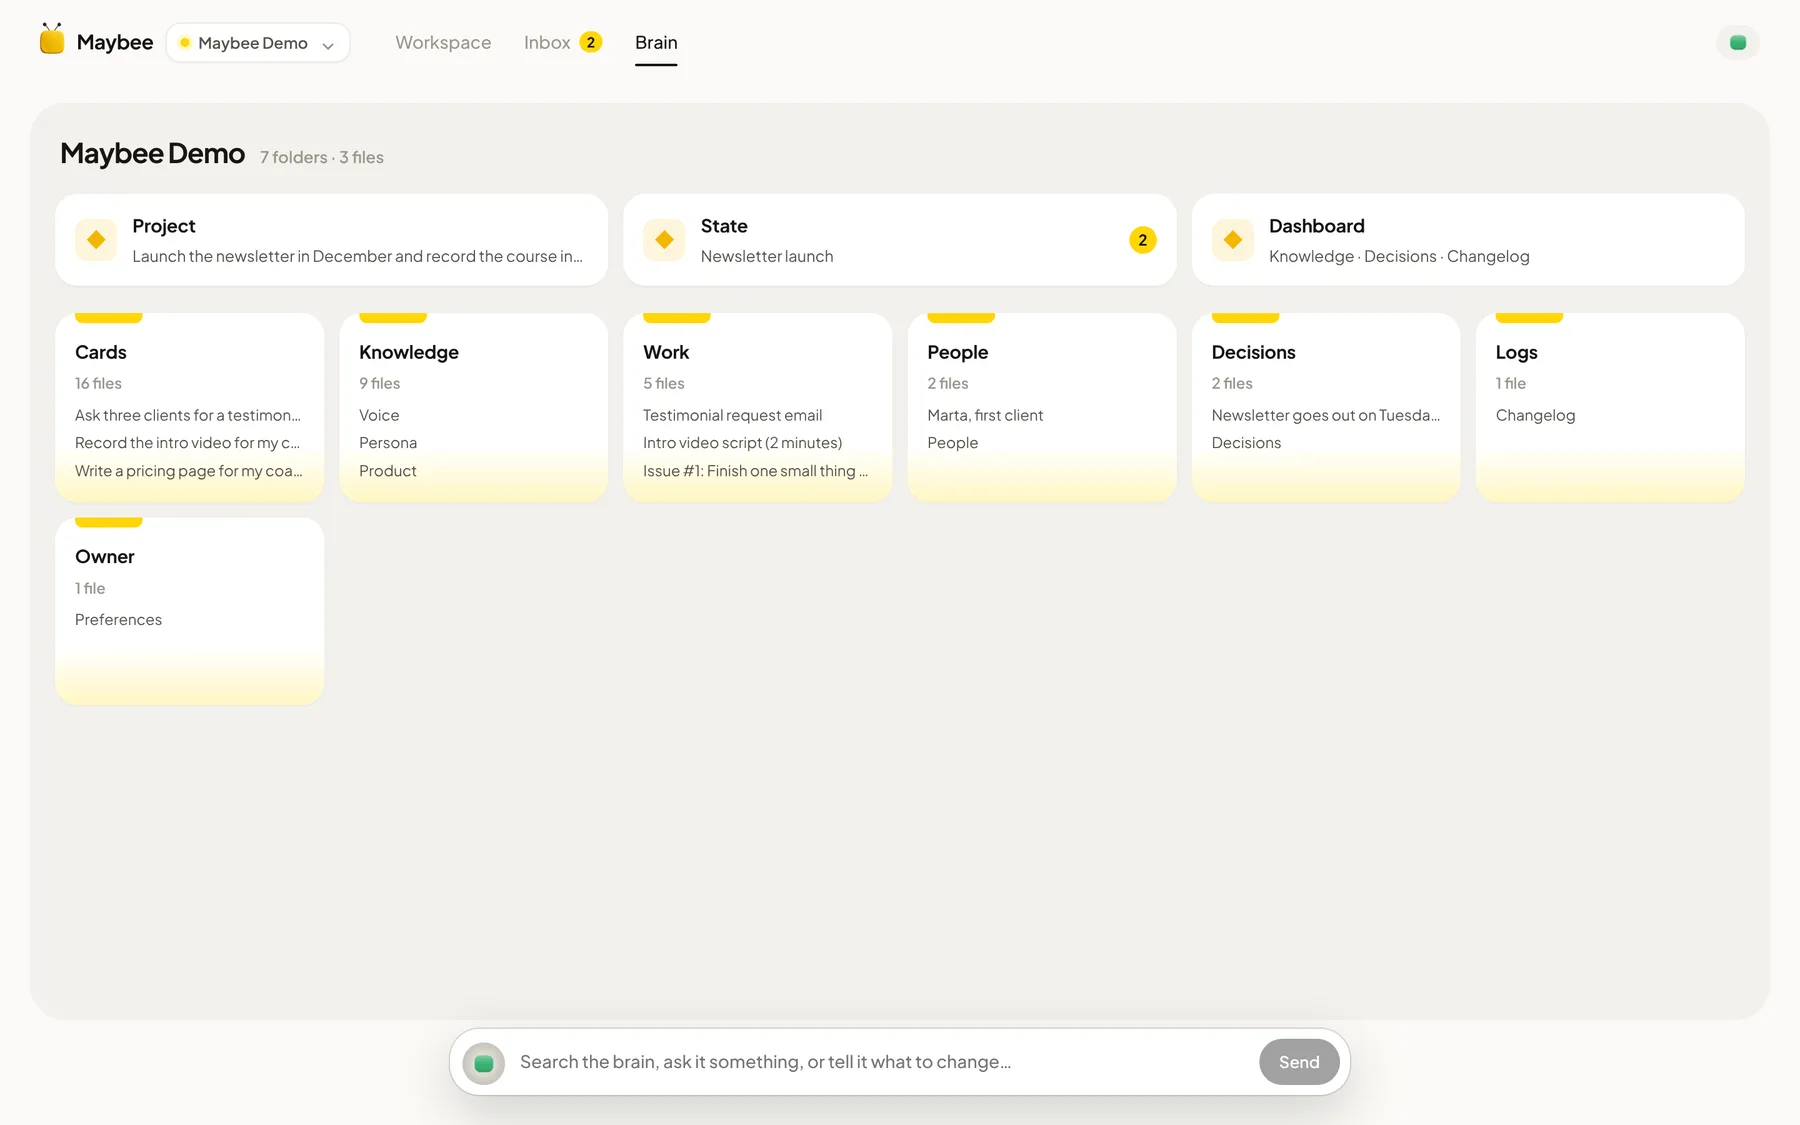 Maybee
Maybee Demo
Workspace
Inbox 2
Brain
Maybee Demo 7 folders · 3 files
Project
Launch the newsletter in December and record the course in...
State
Newsletter launch
2
Dashboard
Knowledge · Decisions · Changelog
Cards
16 files
Ask three clients for a testimon...
Record the intro video for my c...
Write a pricing page for my coa...
Knowledge
9 files
Voice
Persona
Product
Work
5 files
Testimonial request email
Intro video script (2 minutes)
Issue #1: Finish one small thing ...
People
2 files
Marta, first client
People
Decisions
2 files
Newsletter goes out on Tuesda...
Decisions
Logs
1 file
Changelog
Owner
1 file
Preferences
Search the brain, ask it something, or tell it what to change...
Send